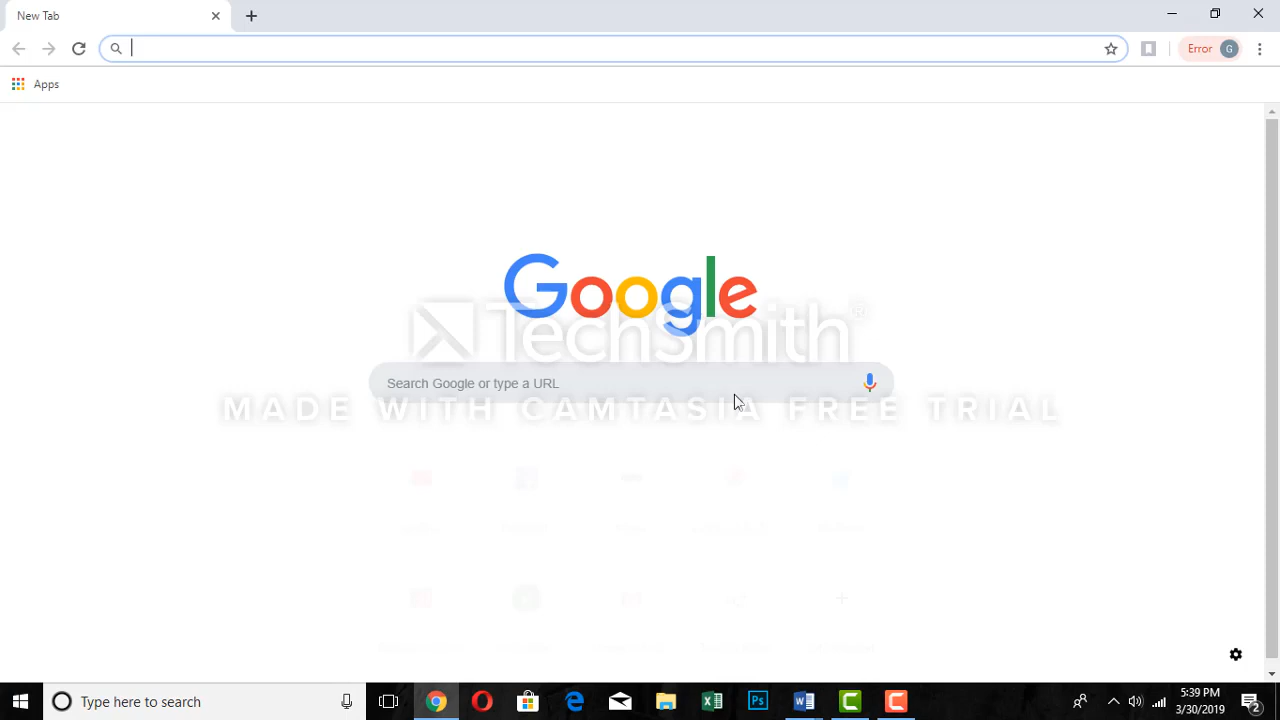 New Tab
Error G
Apps
Google
TechSmith®
Search Google or type a URL
MADE WITH CAMTASIA FREE TRIAL
Type here to search
5:39 PM
3/30/2019
2